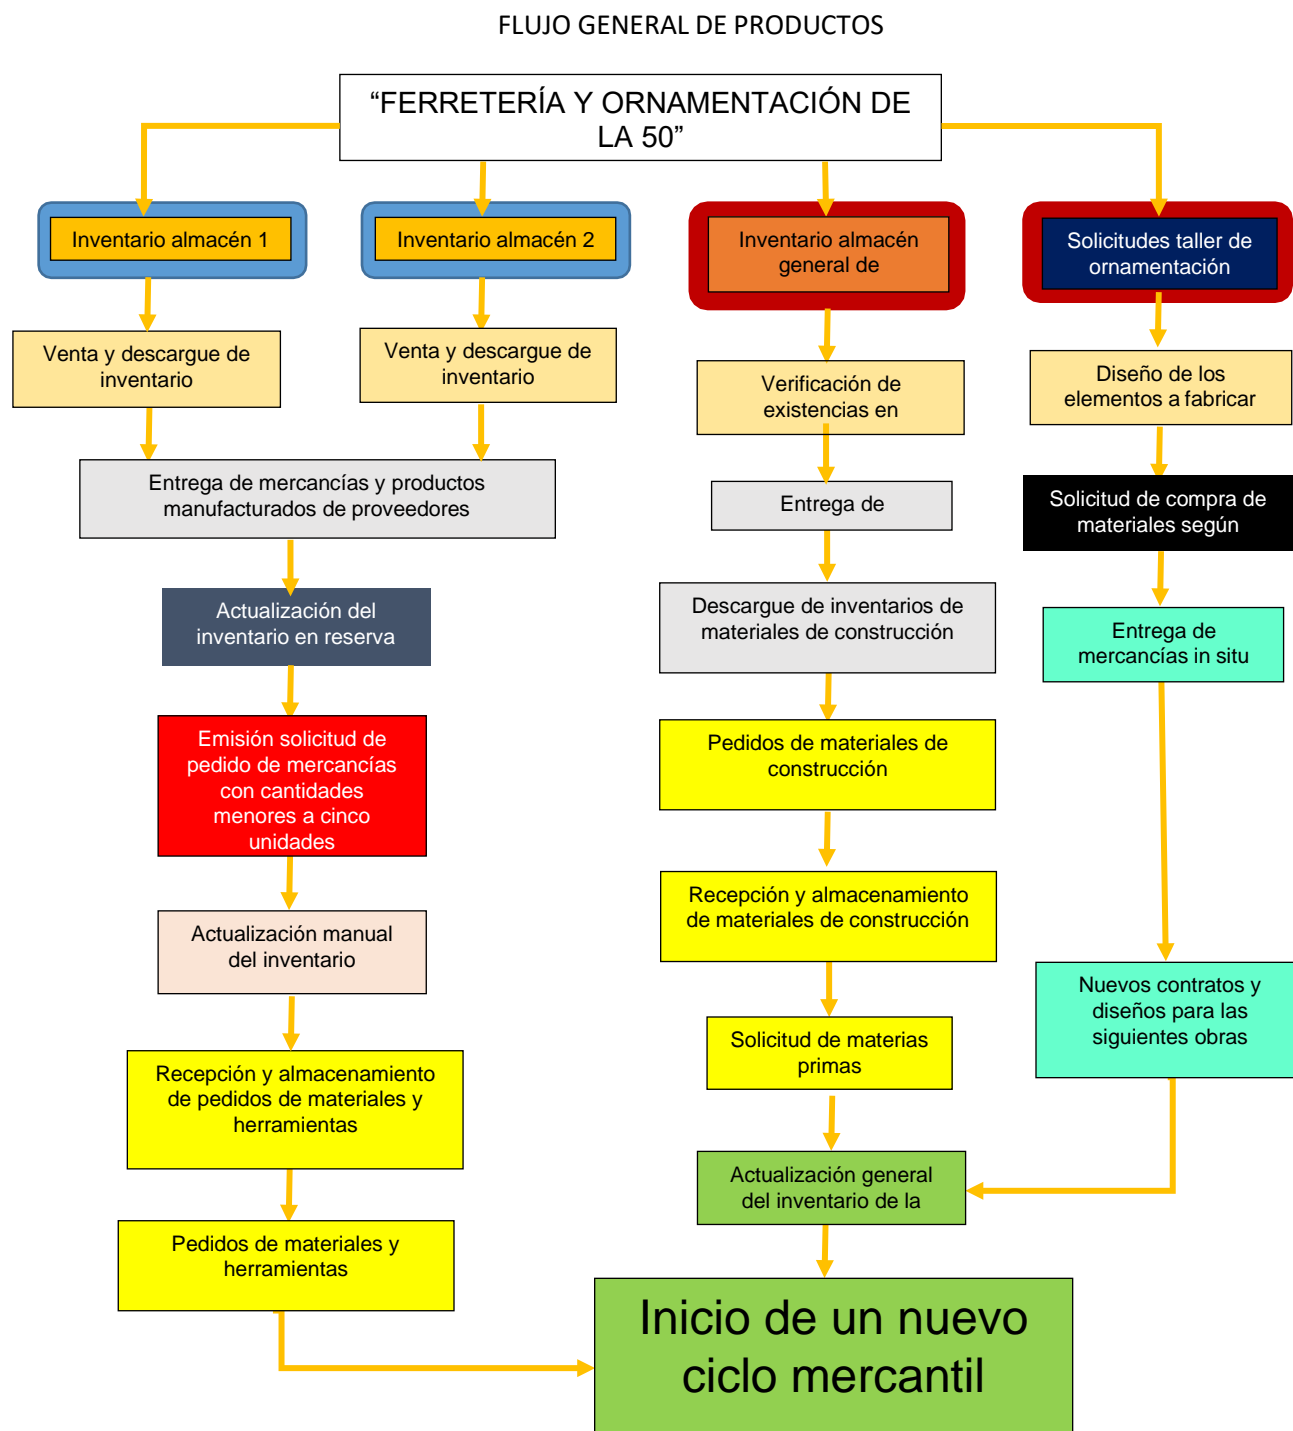 FLUJO GENERAL DE PRODUCTOS
“FERRETERÍA Y ORNAMENTACIÓN DE
LA 50”
Inventario almacén 1
Inventario almacén 2
Inventario almacén
general de
Solicitudes taller de
ornamentación
Venta y descargue de
inventario
Venta y descargue de
inventario
Verificación de
existencias en
Diseño de los
elementos a fabricar
Entrega de mercancías y productos
manufacturados de proveedores
Entrega de
Solicitud de compra de
materiales según
Actualización del
inventario en reserva
Descargue de inventarios de
materiales de construcción
Entrega de
mercancías in situ
Emisión solicitud de
pedido de mercancías
con cantidades
menores a cinco
unidades
Pedidos de materiales de
construcción
Actualización manual
del inventario
Recepción y almacenamiento
de materiales de construcción
Nuevos contratos y
diseños para las
siguientes obras
Recepción y almacenamiento
de pedidos de materiales y
herramientas
Solicitud de materias
primas
Actualización general
del inventario de la
Pedidos de materiales y
herramientas
Inicio de un nuevo
ciclo mercantil